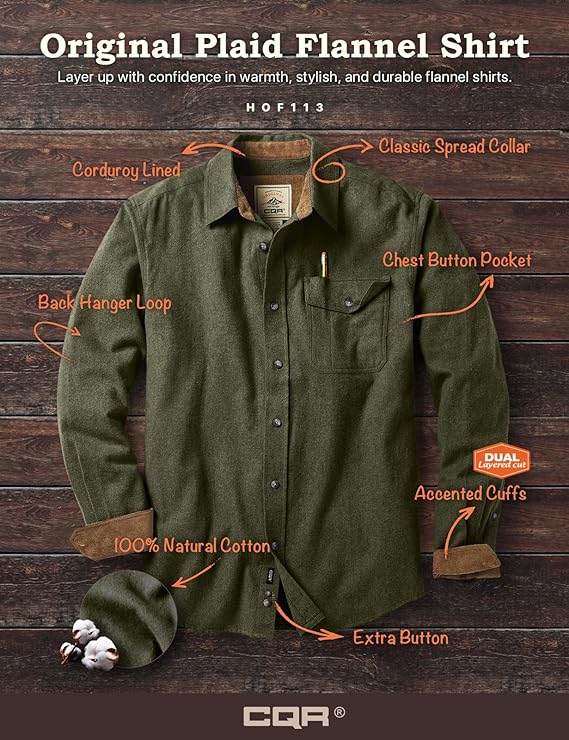 Original Plaid Flannel Shirt
Layer up with confidence in warmth, stylish, and durable flannel shirts.
HOF113
Classic Spread Collar
Corduroy Lined
CQR
Chest Button Pocket
Back Hanger Loop
DUAL
Layered cut
Accented Cuffs
100% Natural Cotton
Extra Button
CQR®